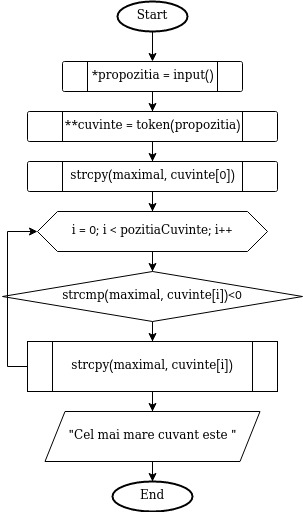 Start
*propozitia = input()
**cuvinte = token(propozitia)
strcpy(maximal, cuvinte[0])
i = 0; i < pozitiaCuvinte; i++
strcmp(maximal, cuvinte[i])<0
strcpy(maximal, cuvinte[i])
"Cel mai mare cuvant este "
End